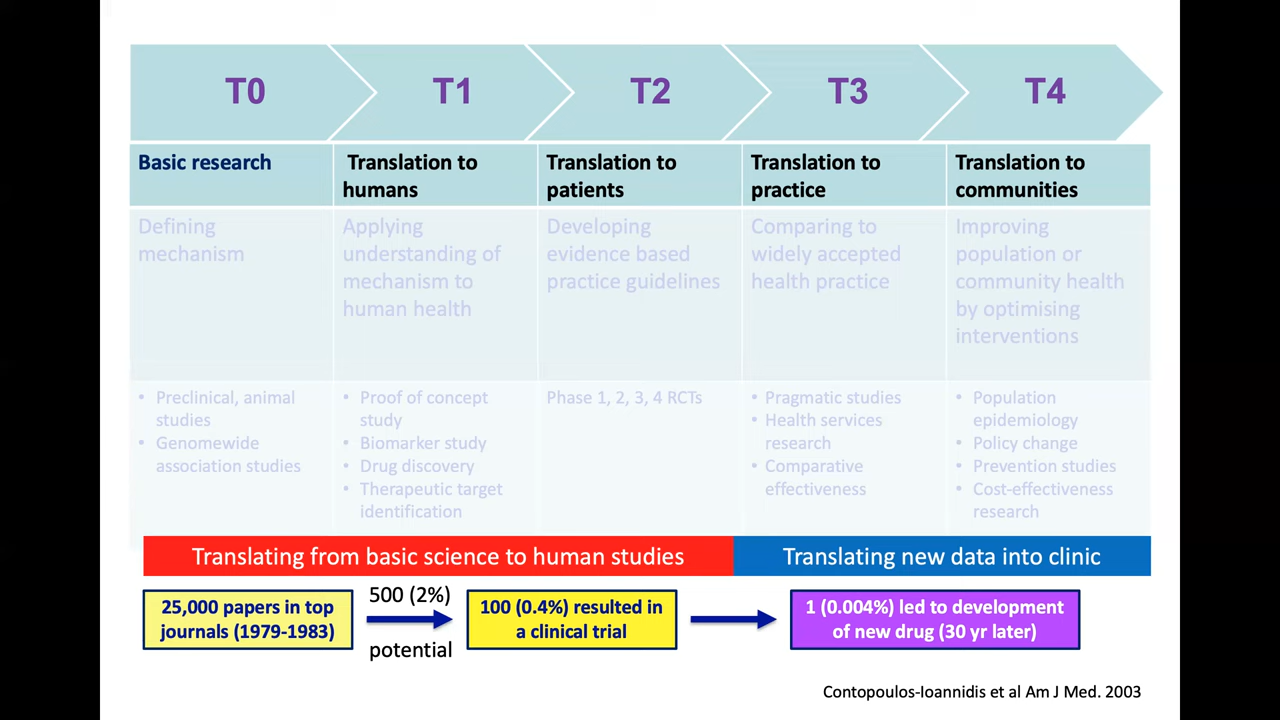 T0
T1
T2
T3
T4
Basic research
Translation to
humans
Translation to
patients
Translation to
practice
Translation to
communities
Defining
mechanism
Applying
understanding of
mechanism to
human health
Developing
evidence based
practice guidelines
Comparing to
widely accepted
health practice
Improving
population or
community health
by optimising
interventions
• Preclinical, animal
studies
• Genomewide
association studies
• Proof of concept
study
• Biomarker study
• Drug discovery
• Therapeutic target
identification
Phase 1, 2, 3, 4 RCTs
• Pragmatic studies
• Health services
research
• Comparative
effectiveness
• Population
epidemiology
• Policy change
• Prevention studies
• Cost-effectiveness
research
Translating from basic science to human studies
Translating new data into clinic
25,000 papers in top
journals (1979-1983)
500 (2%)
potential
100 (0.4%) resulted in
a clinical trial
1 (0.004%) led to development
of new drug (30 yr later)
Contopoulos-Ioannidis et al Am J Med. 2003